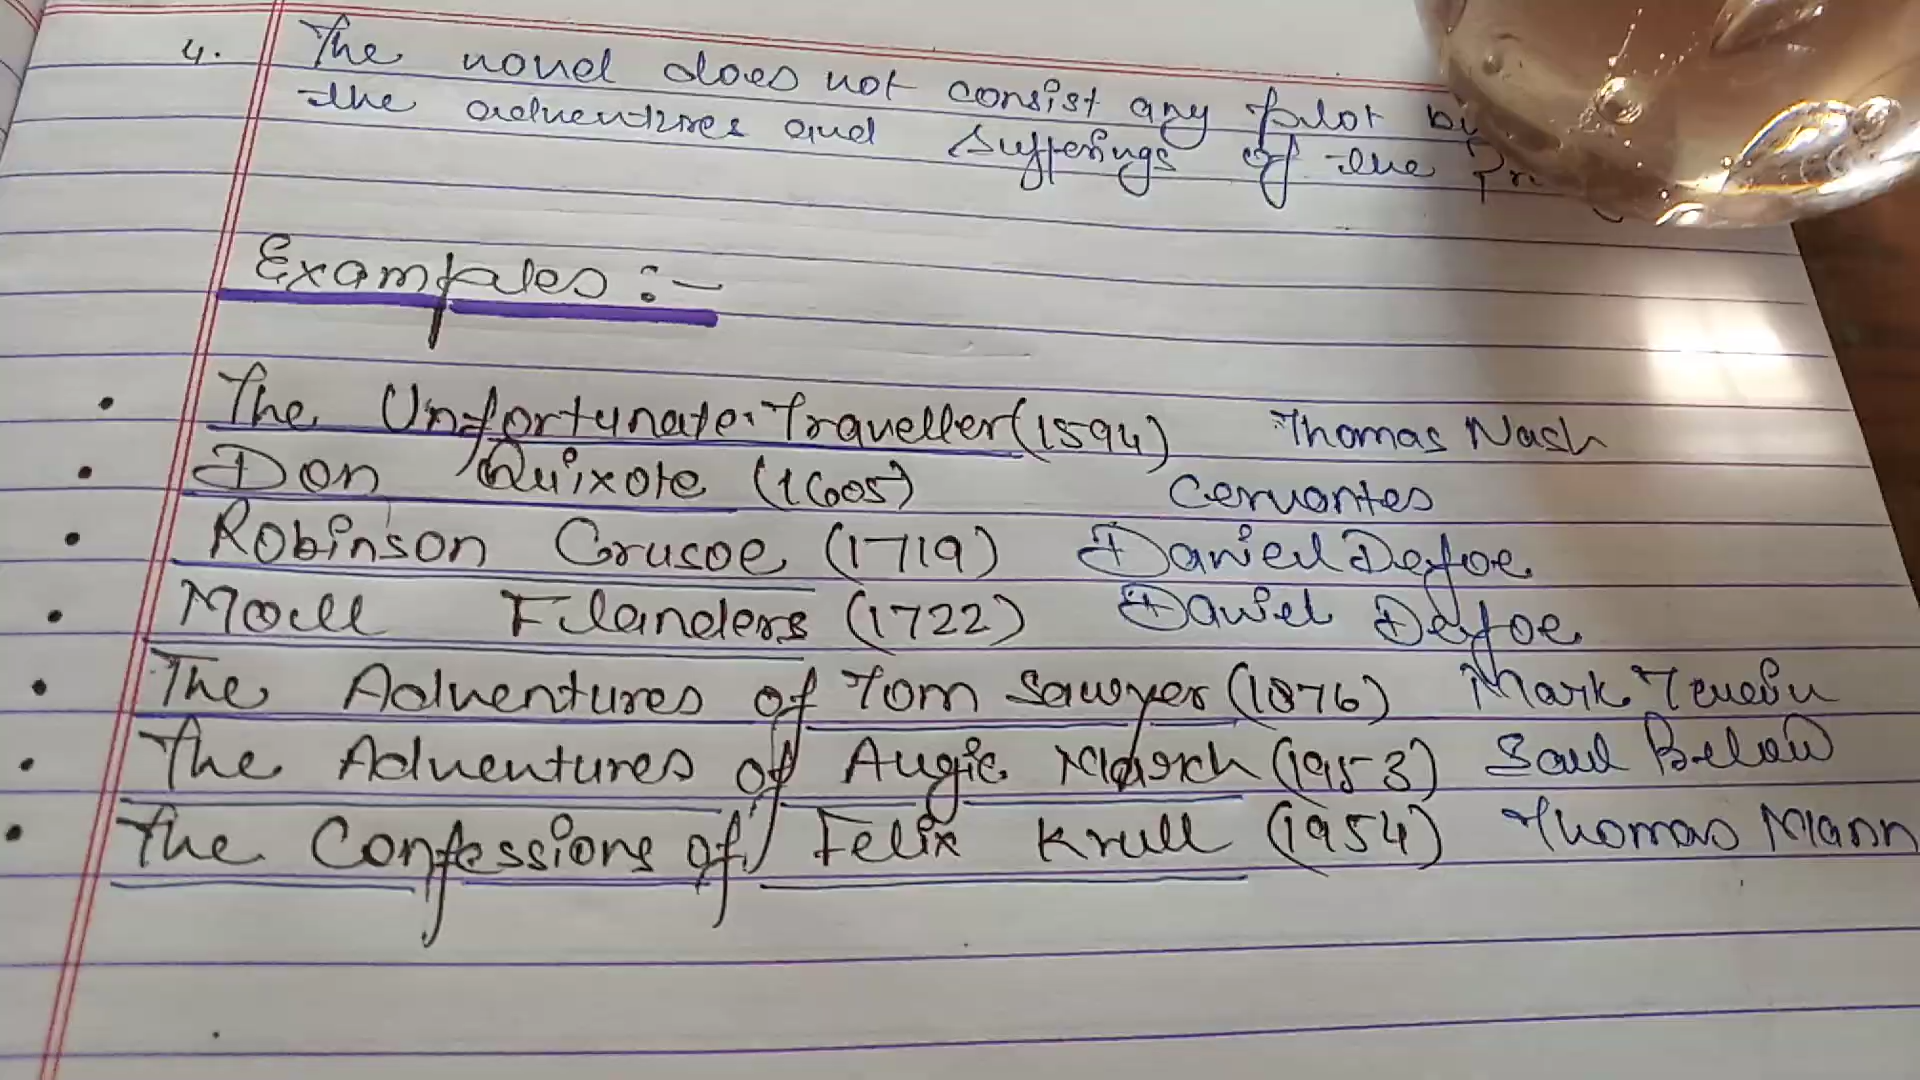 4. The novel does not consist any plot
the adventures and sufferings of the
Examples :-
• The Unfortunate Traveller (1594) Thomas Nash
• Don Quixote (1605) Cervantes
• Robinson Crusoe (1719) Daniel Defoe
• Moll Flanders (1722) Daniel Defoe
• The Adventures of Tom Sawyer (1876) Mark Twain
• The Adventures of Augie March (1953) Saul Bellow
• The Confessions of Felix Krull (1954) Thomas Mann